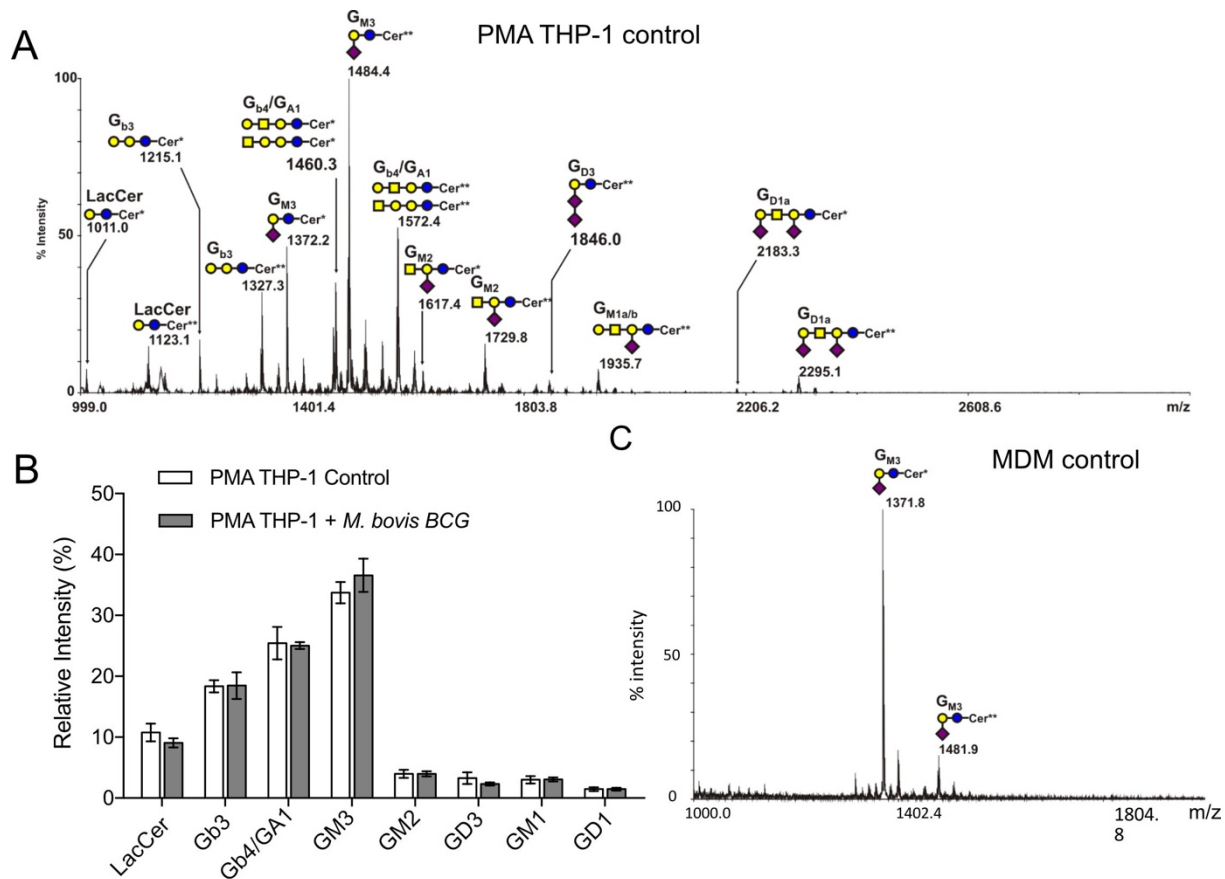 A
PMA THP-1 control
% Intensity
100
50
0
999.0 1401.4 1803.8 2206.2 2608.6 m/z
LacCer
Cer*
1011.0
LacCer
Cer**
1123.1
Gb3
Cer*
1215.1
Gb3
Cer**
1327.3
GM3
Cer*
1372.2
Gb4/GA1
Cer*
Cer*
1460.3
GM3
Cer**
1484.4
Gb4/GA1
Cer**
Cer**
1572.4
GM2
Cer*
1617.4
GM2
Cer**
1729.8
GD3
Cer**
1846.0
GM1a/b
Cer**
1935.7
GD1a
Cer*
2183.3
GD1a
Cer**
2295.1
B
PMA THP-1 Control
PMA THP-1 + M. bovis BCG
Relative Intensity (%)
50
40
30
20
10
0
LacCer
Gb3
Gb4/GA1
GM3
GM2
GD3
GM1
GD1
C
MDM control
% intensity
100
50
0
GM3
Cer*
1371.8
GM3
Cer**
1481.9
1000.0 1402.4 1804. m/z
8